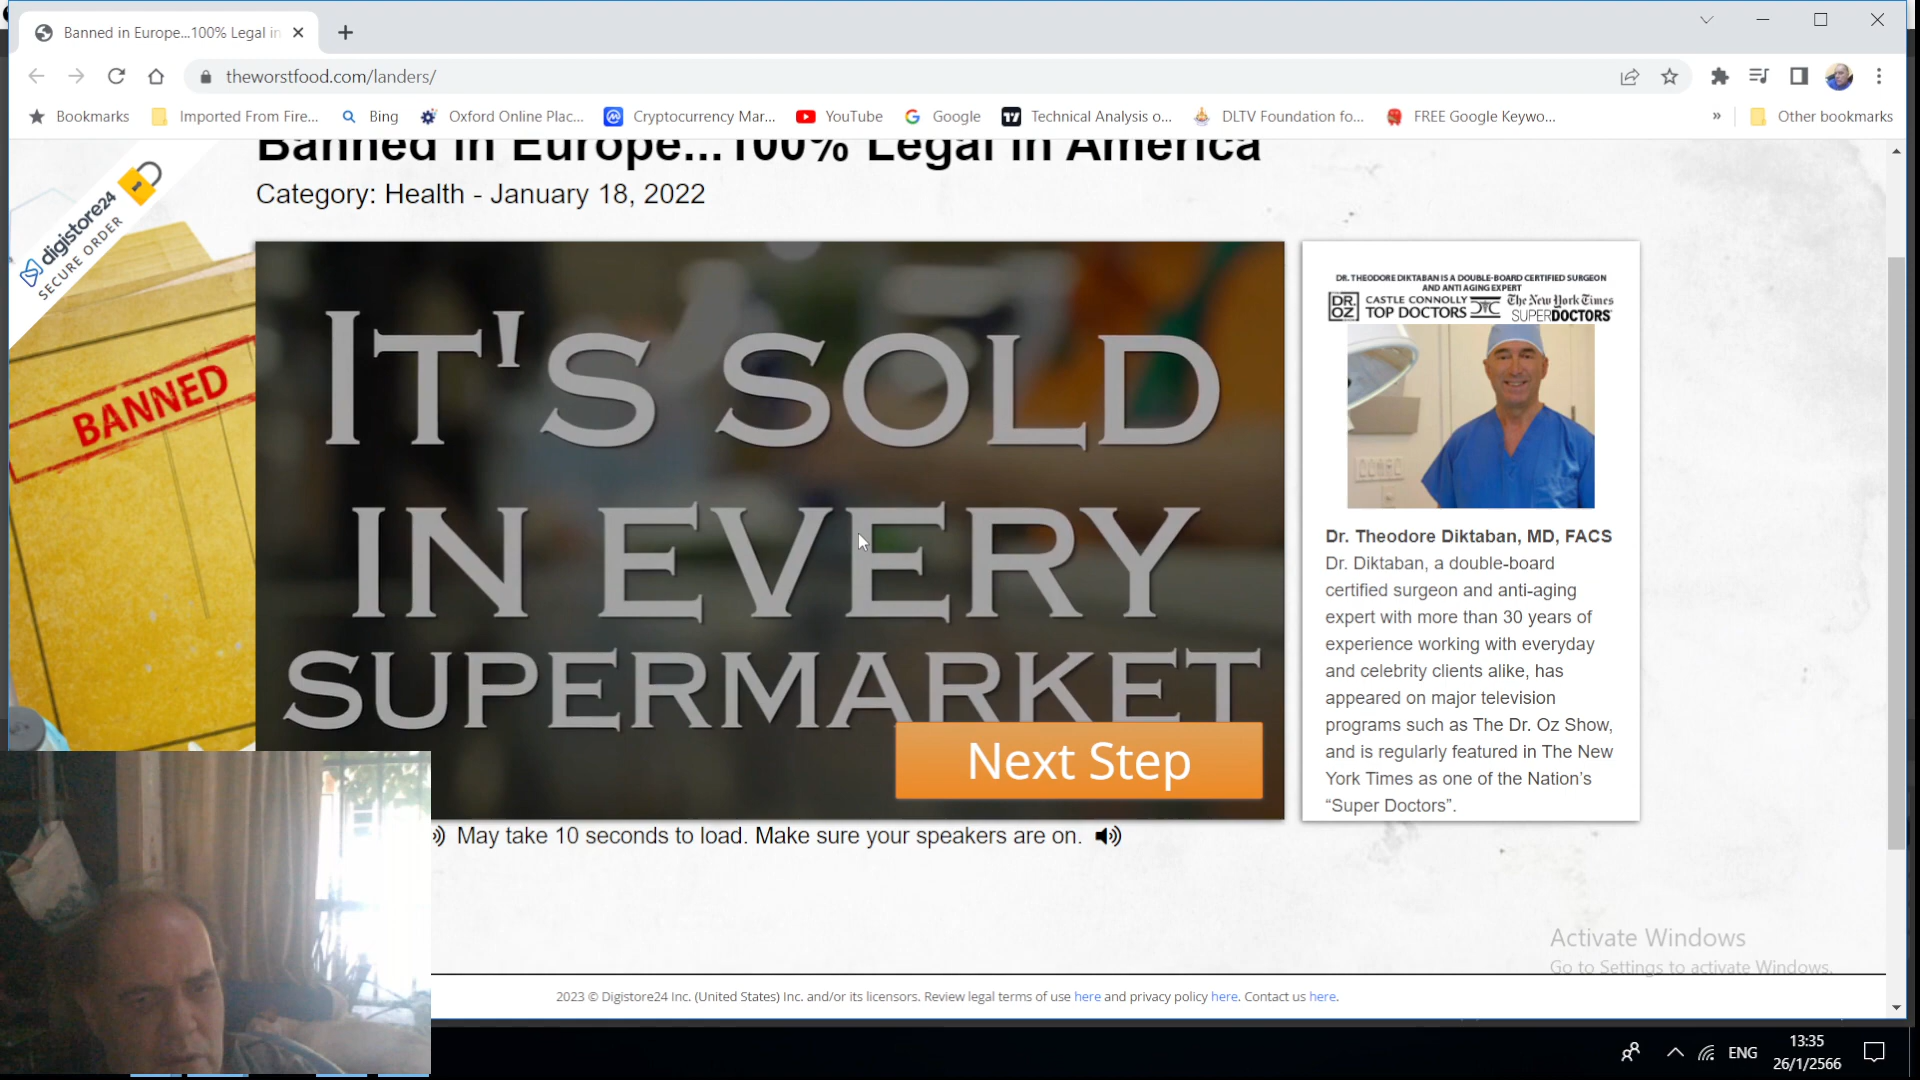 Banned in Europe...100% Legal in
theworstfood.com/landers/
Bookmarks
Imported From Fire...
Bing
Oxford Online Plac...
Cryptocurrency Mar...
YouTube
Google
Technical Analysis o...
DLTV Foundation fo...
FREE Google Keywo...
»
Other bookmarks
Banned in Europe...100% Legal in America
Category: Health - January 18, 2022
digistore24
SECURE ORDER
BANNED
IT'S SOLD
IN EVERY
SUPERMARKET
Next Step
May take 10 seconds to load. Make sure your speakers are on.
DR. THEODORE DIKTABAN IS A DOUBLE-BOARD CERTIFIED SURGEON
AND ANTI AGING EXPERT
DR. OZ
CASTLE CONNOLLY
TOP DOCTORS
The New York Times
SUPERDOCTORS
Dr. Theodore Diktaban, MD, FACS
Dr. Diktaban, a double-board
certified surgeon and anti-aging
expert with more than 30 years of
experience working with everyday
and celebrity clients alike, has
appeared on major television
programs such as The Dr. Oz Show,
and is regularly featured in The New
York Times as one of the Nation's
“Super Doctors”.
Activate Windows
Go to Settings to activate Windows.
2023 © Digistore24 Inc. (United States) Inc. and/or its licensors. Review legal terms of use here and privacy policy here. Contact us here.
ENG
13:35
26/1/2566